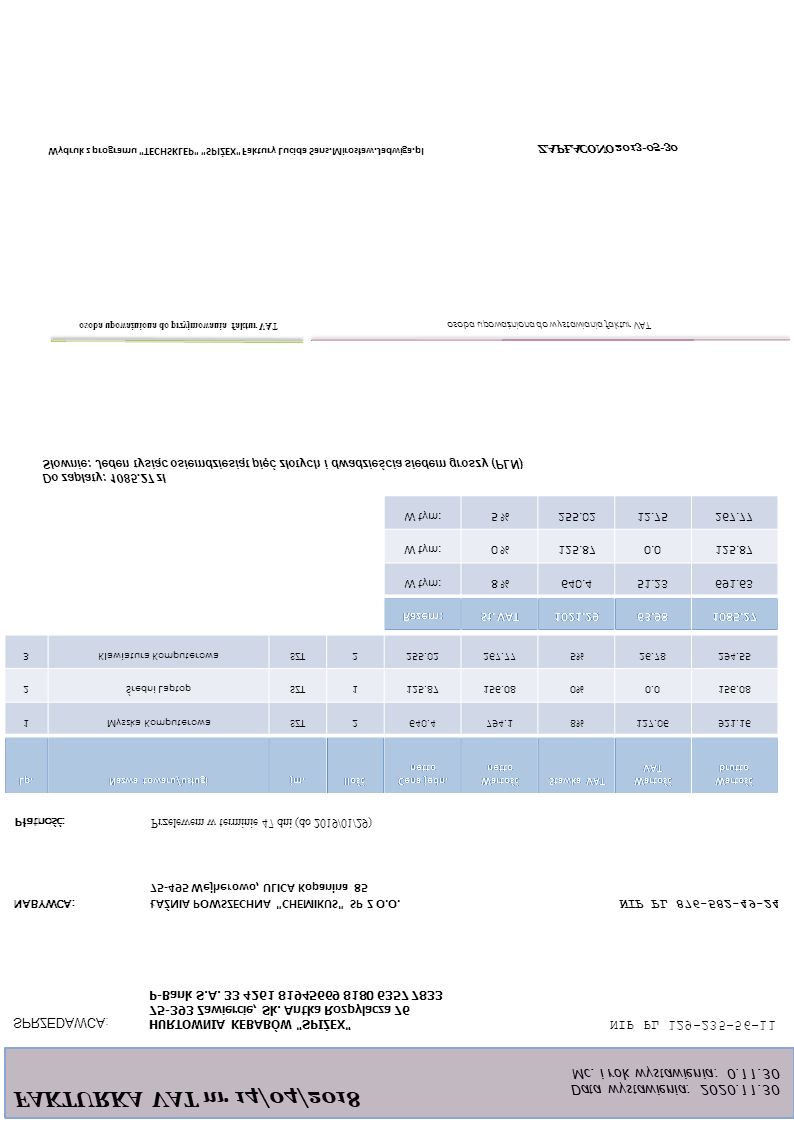 FAKTURKA VAT nr 14/04/2018
Data wystawienia: 2020.11.30
Mc. i rok wystawienia: 0.11.30
SPRZEDAWCA:
HURTOWNIA KEBABÓW "SPIŻEX"
75-393 Zawiercie, Sk. Antka Rozpylacza 76
P-Bank S.A. 33 4261 81945669 8180 6357 7833
NIP PL 129-235-56-11
NABYWCA:
ŁAŹNIA POWSZECHNA "CHEMIKUS" SP Z O.O.
75-495 Wejherowo, ULICA Kopanina 85
NIP PL 876-582-49-24
Płatność: Przelewem w terminie 47 dni (do 2019/01/29)
Lp. Nazwa towaru/usługi jm. Ilość Cena jedn. netto Wartość netto Stawka VAT Wartość VAT Wartość brutto
1 Myszka Komputerowa SZT 2 640.4 794.1 8% 127.06 921.16
2 Średni Laptop SZT 1 125.87 156.08 0% 0.0 156.08
3 Klawiatura Komputerowa SZT 2 255.02 267.77 5% 26.78 294.55
Razem: St. VAT 1021.29 63.98 1085.27
W tym: 8 % 640.4 51.23 691.63
W tym: 0 % 125.87 0.0 125.87
W tym: 5 % 255.02 12.75 267.77
Do zapłaty: 1085.27 zł
Słownie: Jeden tysiąc osiemdziesiąt pięć złotych i dwadzieścia siedem groszy (PLN)
osoba upoważniona do przyjmowania faktur VAT
osoba upoważniona do wystawiania faktur VAT
Wydruk z programu "TECHSKLEP" "SPIŻEX" Faktury Lucida Sans.Mirosław.Jadwiga.pl
ZAPŁACONO 2013-05-30